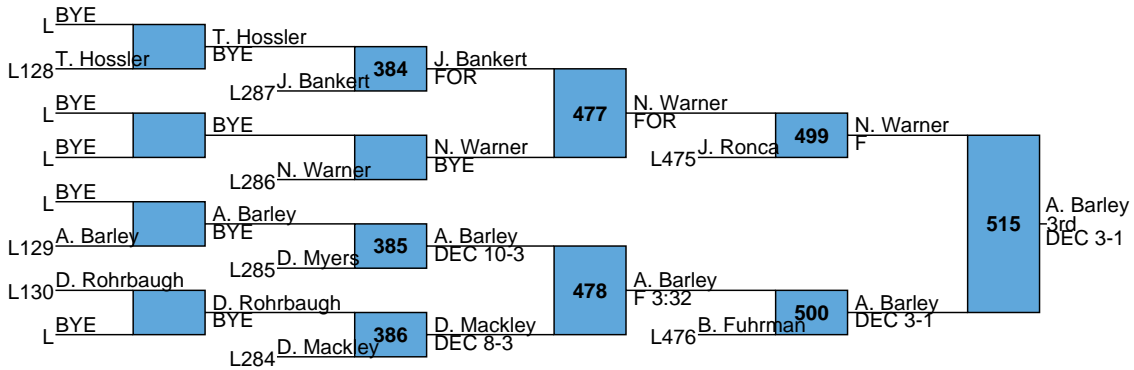 BYE
L
T. Hossler
BYE
L128 T. Hossler
384
J. Bankert
FOR
L287 J. Bankert
L BYE
BYE
477
N. Warner
FOR
L BYE
N. Warner
BYE
L286 N. Warner
499
N. Warner
F
L475 J. Ronca
L BYE
A. Barley
BYE
L129 A. Barley
385
A. Barley
DEC 10-3
L285 D. Myers
515
A. Barley
3rd
DEC 3-1
L130 D. Rohrbaugh
D. Rohrbaugh
BYE
L BYE
386
D. Mackley
DEC 8-3
L284 D. Mackley
478
A. Barley
F 3:32
500
A. Barley
DEC 3-1
L476 B. Fuhrman